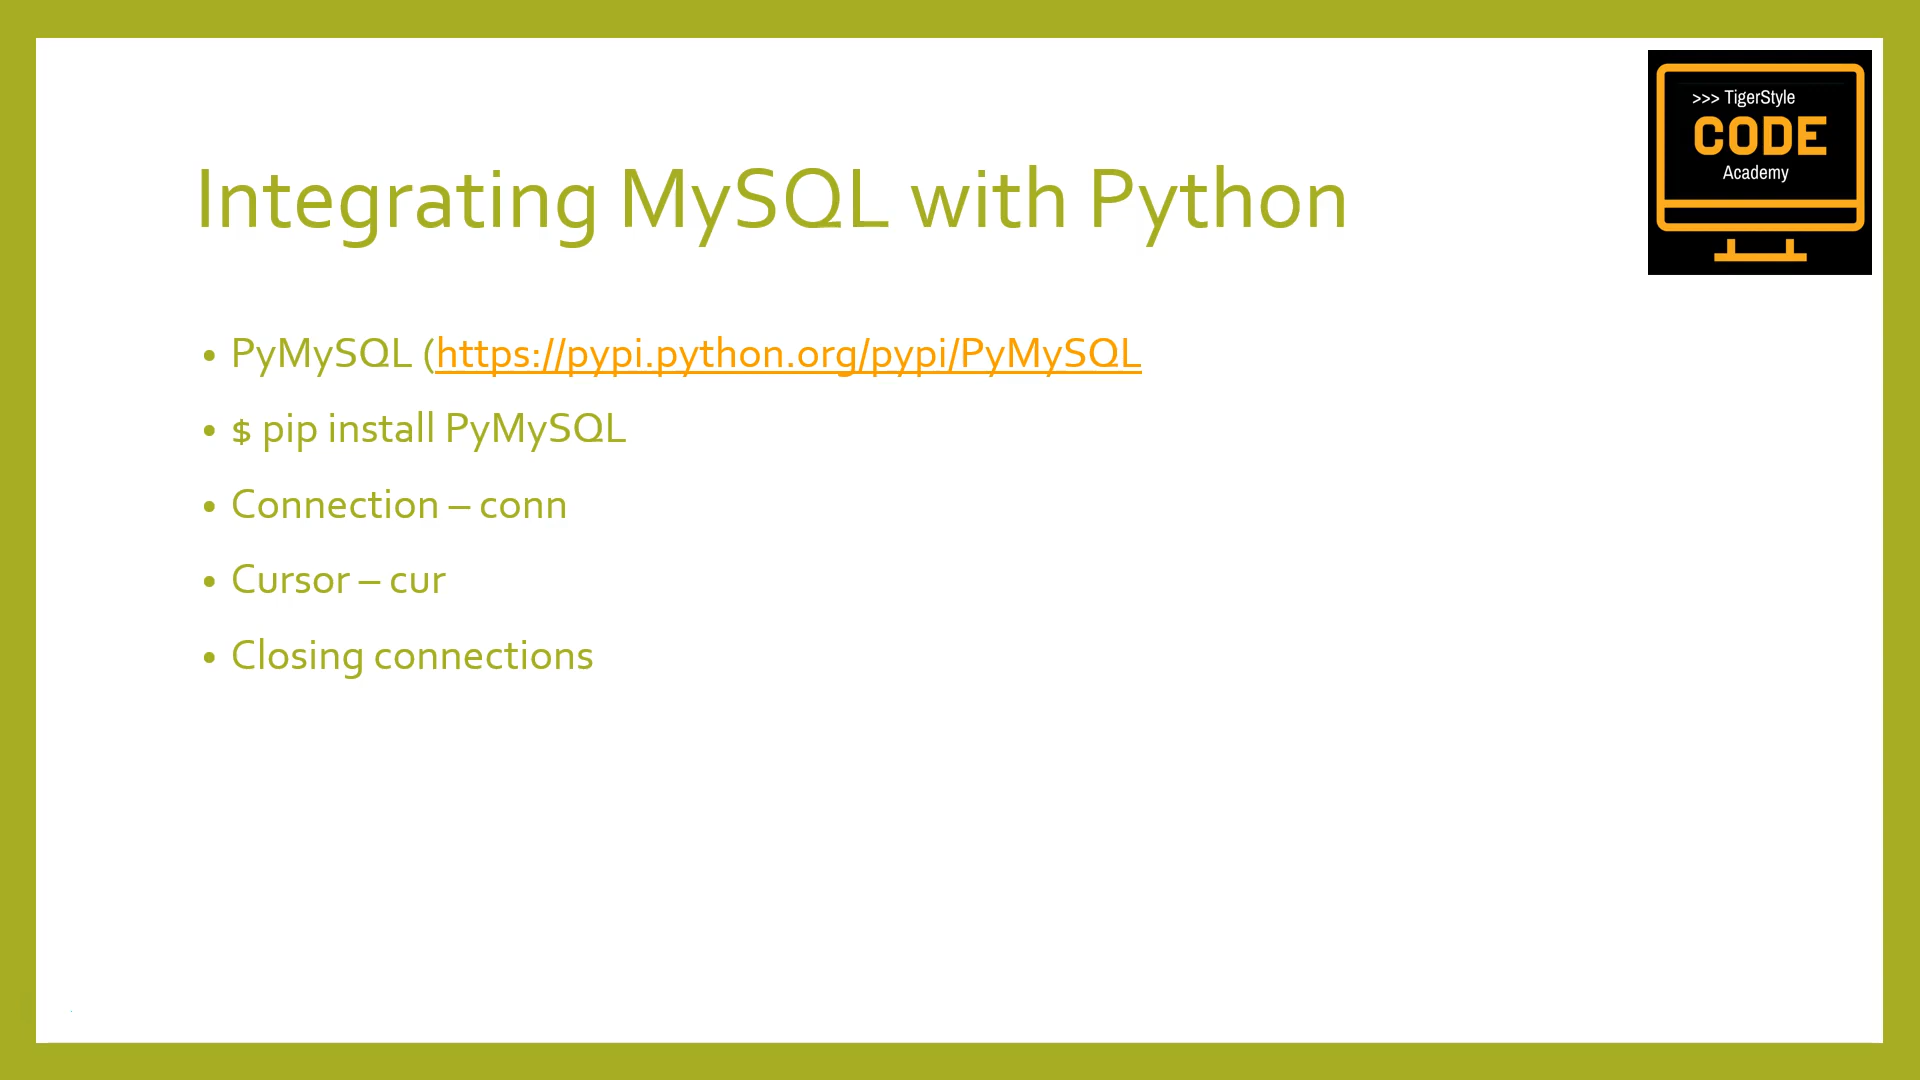 >>> TigerStyle
CODE
Academy
Integrating MySQL with Python
• PyMySQL (https://pypi.python.org/pypi/PyMySQL
• $ pip install PyMySQL
• Connection – conn
• Cursor – cur
• Closing connections